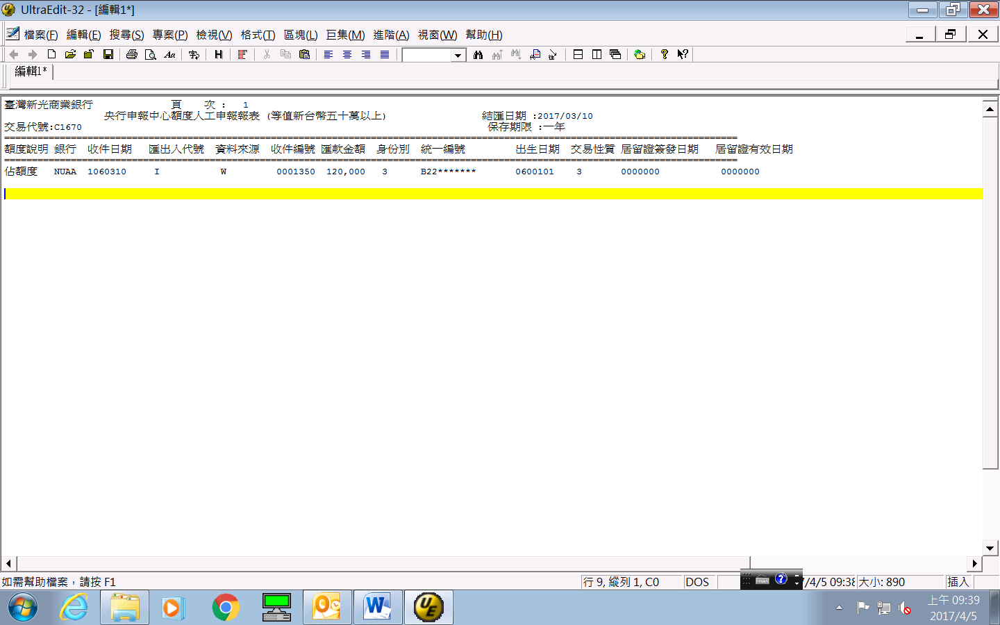 UltraEdit-32 - [編輯1*]
檔案(F) 編輯(E) 搜尋(S) 專案(P) 檢視(V) 格式(T) 區塊(L) 巨集(M) 進階(A) 視窗(W) 幫助(H)
編輯1*
臺灣新光商業銀行 頁 次 : 1
央行申報中心額度人工申報報表 (等值新台幣五十萬以上) 結匯日期 :2017/03/10
交易代號:C1670 保存期限 :一年
額度說明 銀行 收件日期 匯出入代號 資料來源 收件編號 匯款金額 身份別 統一編號 出生日期 交易性質 居留證簽發日期 居留證有效日期
佔額度 NUAA 1060310 I W 0001350 120,000 3 B22******* 0600101 3 0000000 0000000
如需幫助檔案，請按 F1 行 9, 縱列 1, C0 DOS /4/5 09:38 大小: 890 插入
上午 09:39
2017/4/5